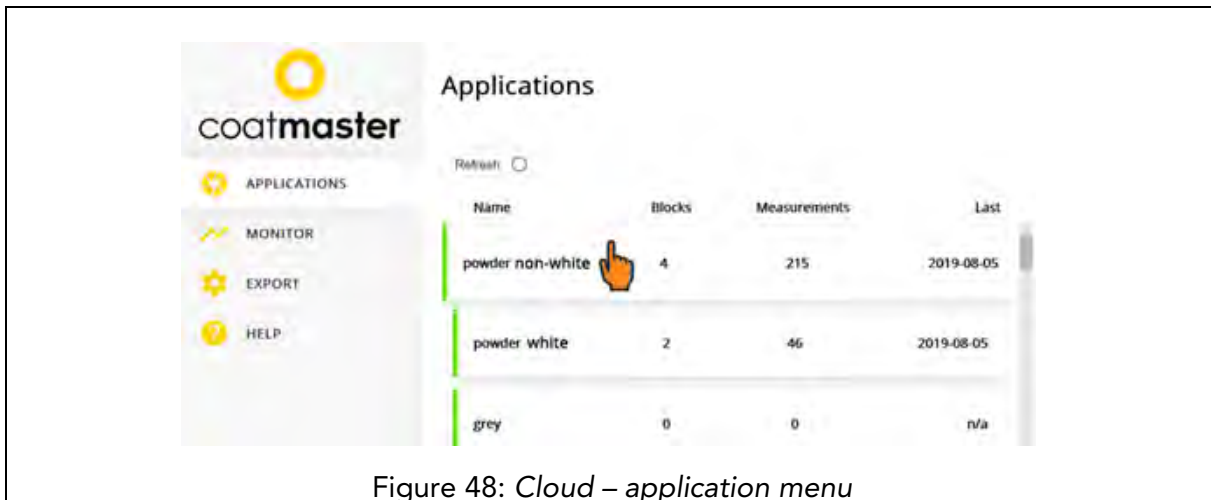 coatmaster
APPLICATIONS
MONITOR
EXPORT
HELP
Applications
Refresh
Name Blocks Measurements Last
powder non-white 4 215 2019-08-05
powder white 2 46 2019-08-05
grey 0 0 n/a
Figure 48: Cloud – application menu